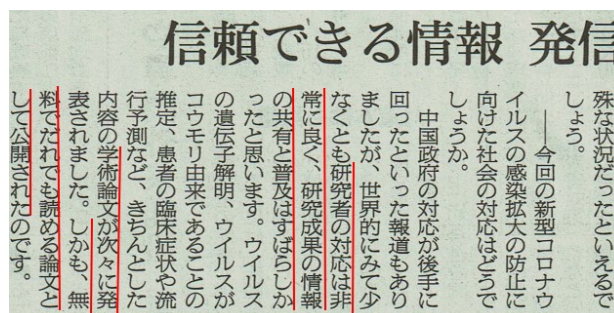 信頼できる情報 発信
殊な状況だったといえるで
しょう。
――今回の新型コロナウ
イルスの感染拡大の防止に
向けた社会の対応はどうで
しょうか。
中国政府の対応が後手に
回ったといった報道もあり
ましたが、世界的にみて少
なくとも研究者の対応は非
常に良く、研究成果の情報
の共有と普及はすばらしか
ったと思います。ウイルス
の遺伝子解明、ウイルスが
コウモリ由来であることの
推定、患者の臨床症状や流
行予測など、きちんとした
内容の学術論文が次々に発
表されました。しかも、無
料でだれでも読める論文と
して公開されたのです。